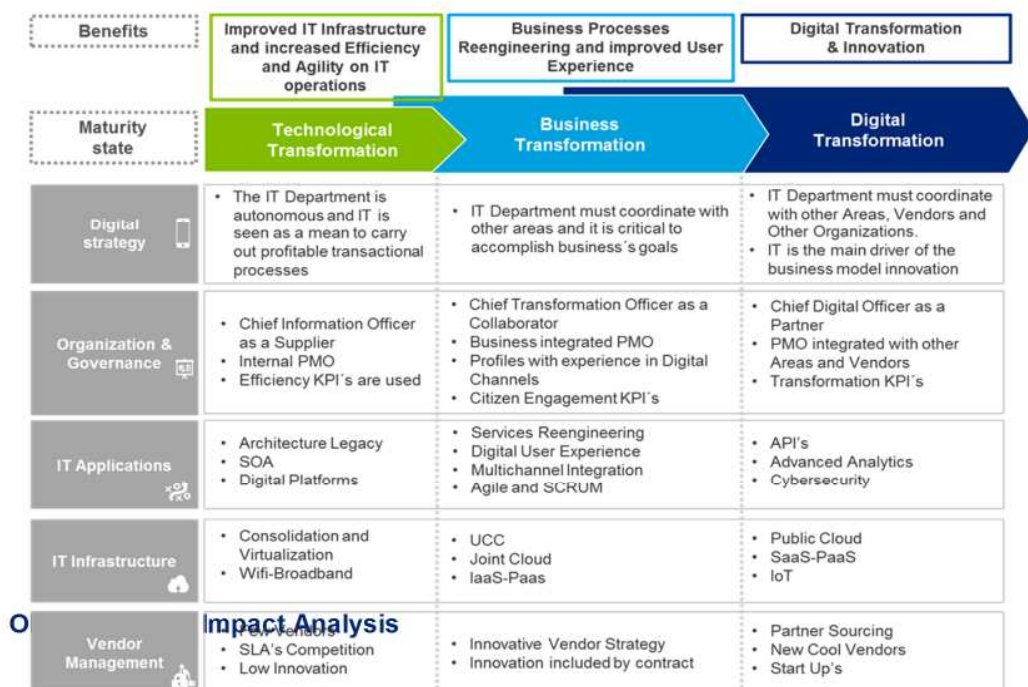 Benefits
Improved IT Infrastructure
and increased Efficiency
and Agility on IT
operations
Business Processes
Reengineering and improved User
Experience
Digital Transformation
& Innovation
Maturity
state
Technological
Transformation
Business
Transformation
Digital
Transformation
Digital
strategy
• The IT Department is
autonomous and IT is
seen as a mean to carry
out profitable transactional
processes
• IT Department must coordinate with
other areas and it is critical to
accomplish business´s goals
• IT Department must coordinate
with other Areas, Vendors and
Other Organizations.
• IT is the main driver of the
business model innovation
Organization &
Governance
• Chief Information Officer
as a Supplier
• Internal PMO
• Efficiency KPI´s are used
• Chief Transformation Officer as a
Collaborator
• Business integrated PMO
• Profiles with experience in Digital
Channels
• Citizen Engagement KPI´s
• Chief Digital Officer as a
Partner
• PMO integrated with other
Areas and Vendors
• Transformation KPI´s
IT Applications
• Architecture Legacy
• SOA
• Digital Platforms
• Services Reengineering
• Digital User Experience
• Multichannel Integration
• Agile and SCRUM
• API's
• Advanced Analytics
• Cybersecurity
IT Infrastructure
• Consolidation and
Virtualization
• Wifi-Broadband
• UCC
• Joint Cloud
• IaaS-Paas
• Public Cloud
• SaaS-PaaS
• IoT
Impact Analysis
Vendor
Management
• Few Vendors
• SLA's Competition
• Low Innovation
• Innovative Vendor Strategy
• Innovation included by contract
• Partner Sourcing
• New Cool Vendors
• Start Up's